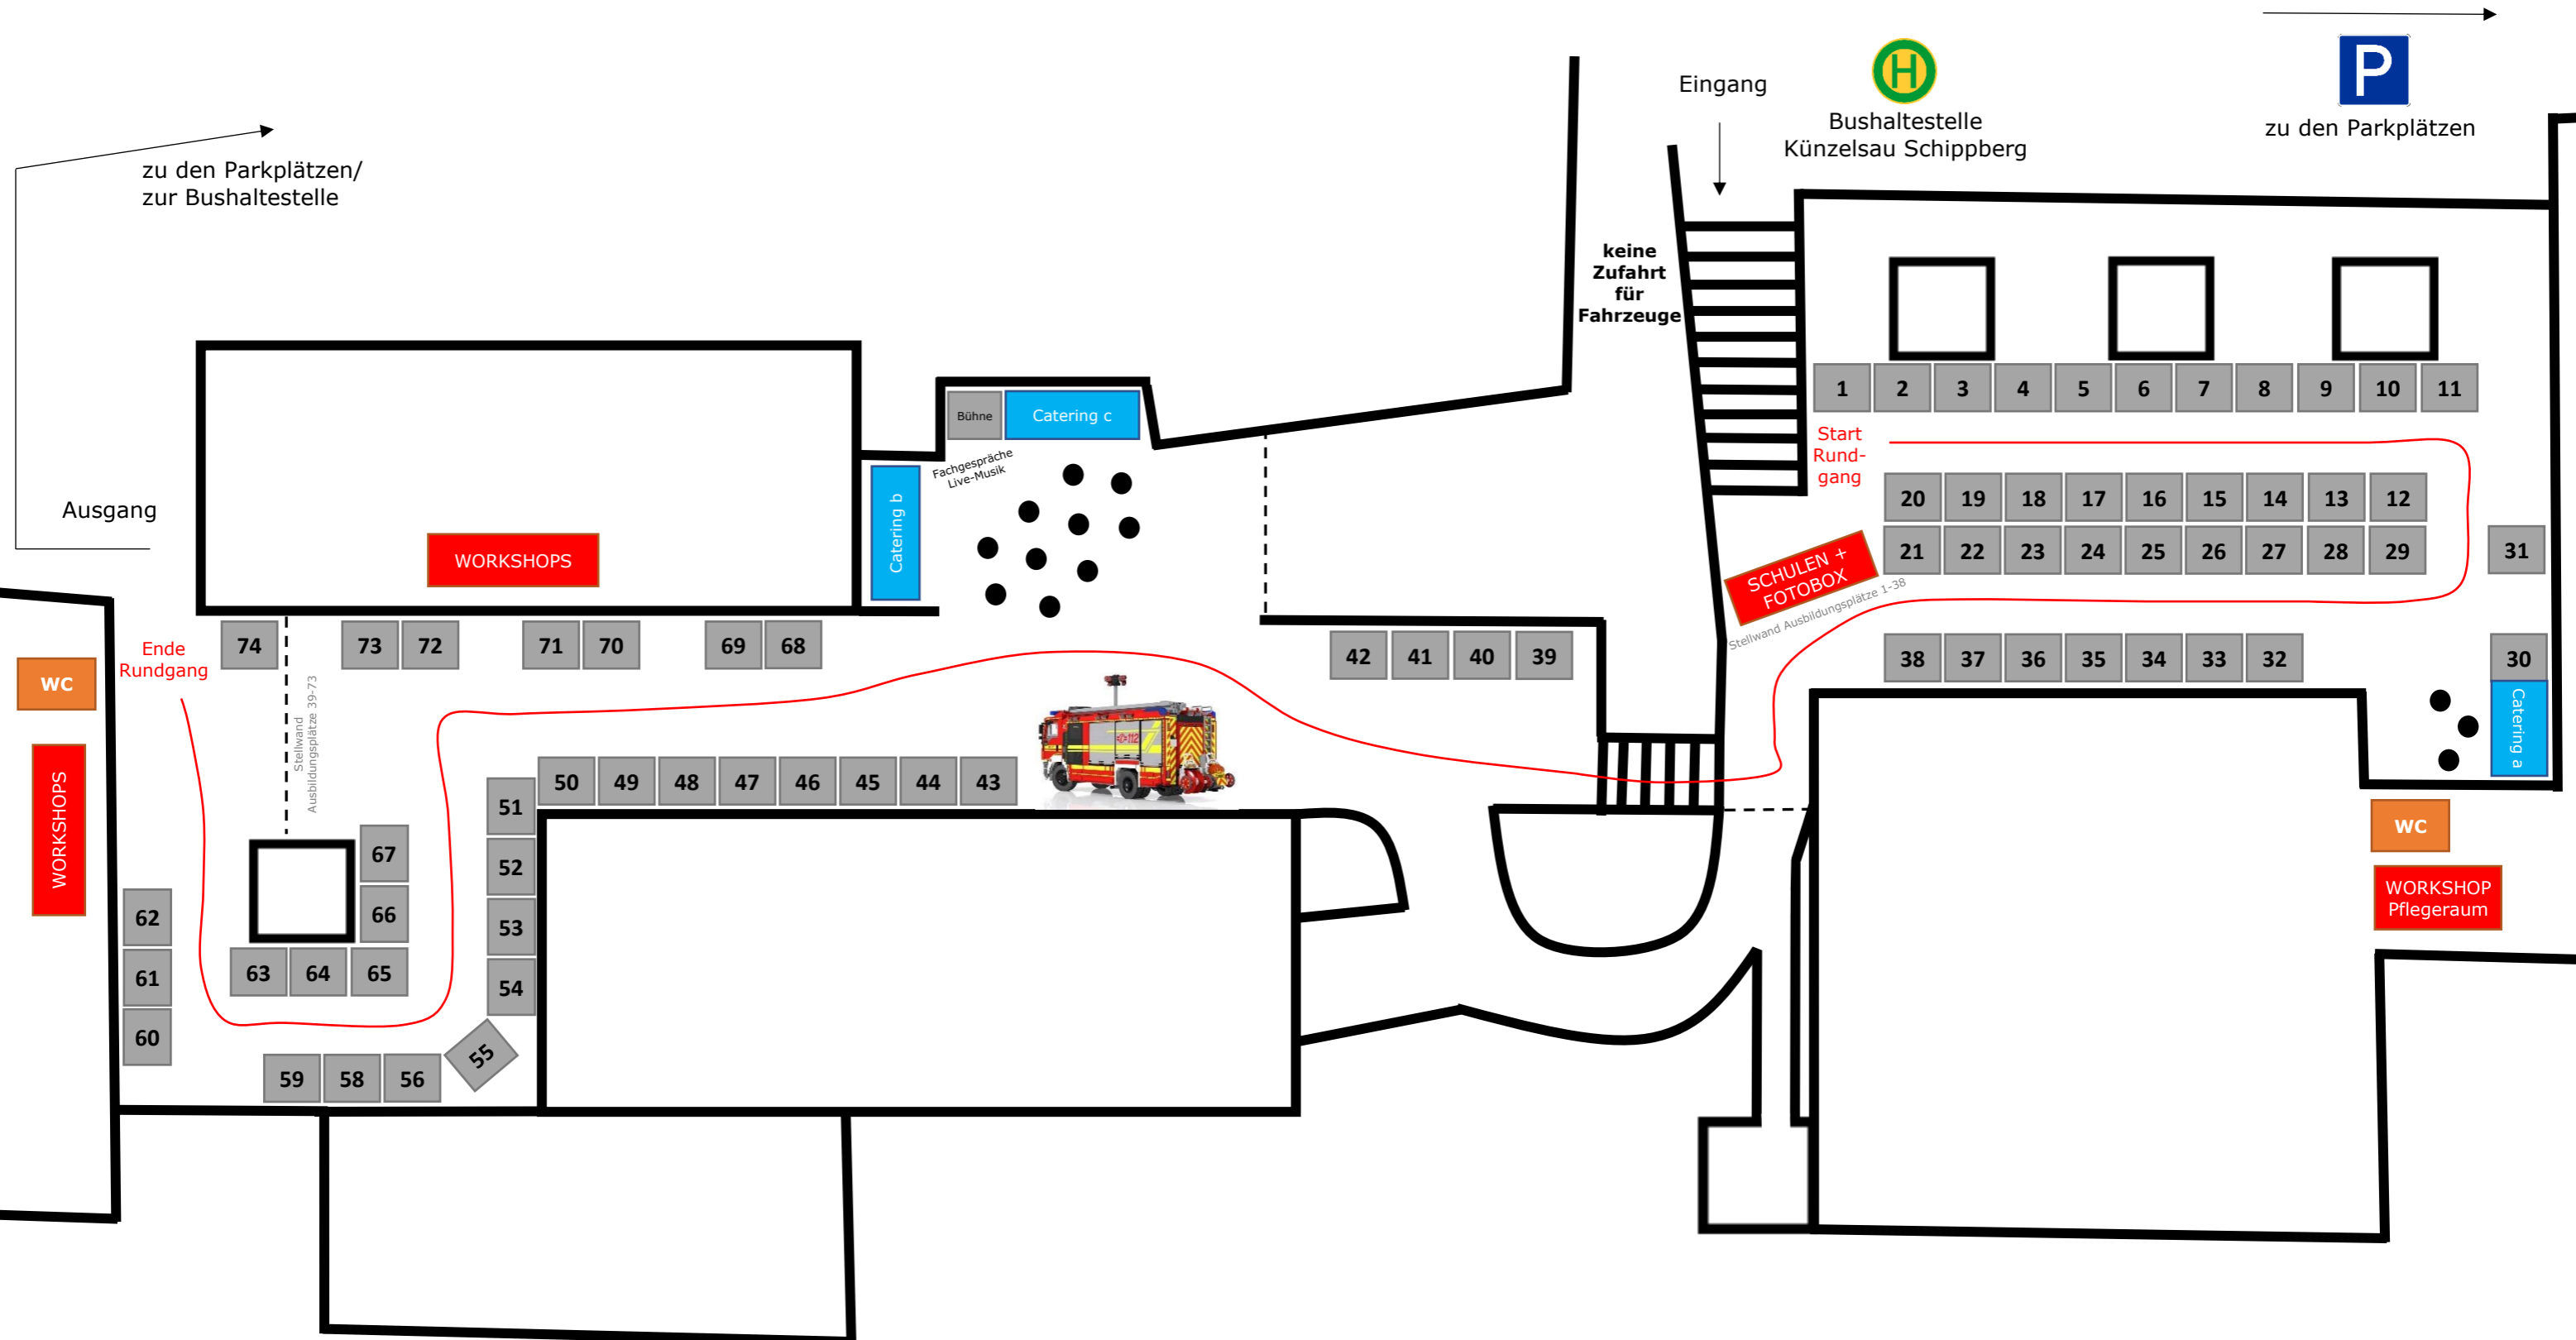 Eingang
H
Bushaltestelle
Künzelsau Schippberg
P
zu den Parkplätzen
zu den Parkplätzen/
zur Bushaltestelle
keine
Zufahrt
für
Fahrzeuge
1 2 3 4 5 6 7 8 9 10 11
Start
Rund-
gang
20 19 18 17 16 15 14 13 12
21 22 23 24 25 26 27 28 29
31
SCHULEN +
FOTOBOX
Stellwand Ausbildungsplätze 1-38
38 37 36 35 34 33 32
30
Catering a
WC
WORKSHOP
Pflegeraum
Bühne
Catering c
Fachgespräche
Live-Musik
Catering b
WORKSHOPS
Ausgang
42 41 40 39
74 73 72 71 70 69 68
Ende
Rundgang
WC
WORKSHOPS
Stellwand
Ausbildungsplätze 39-73
112
50 49 48 47 46 45 44 43
51
52
53
54
55
67
66
63 64 65
62
61
60
59 58 56